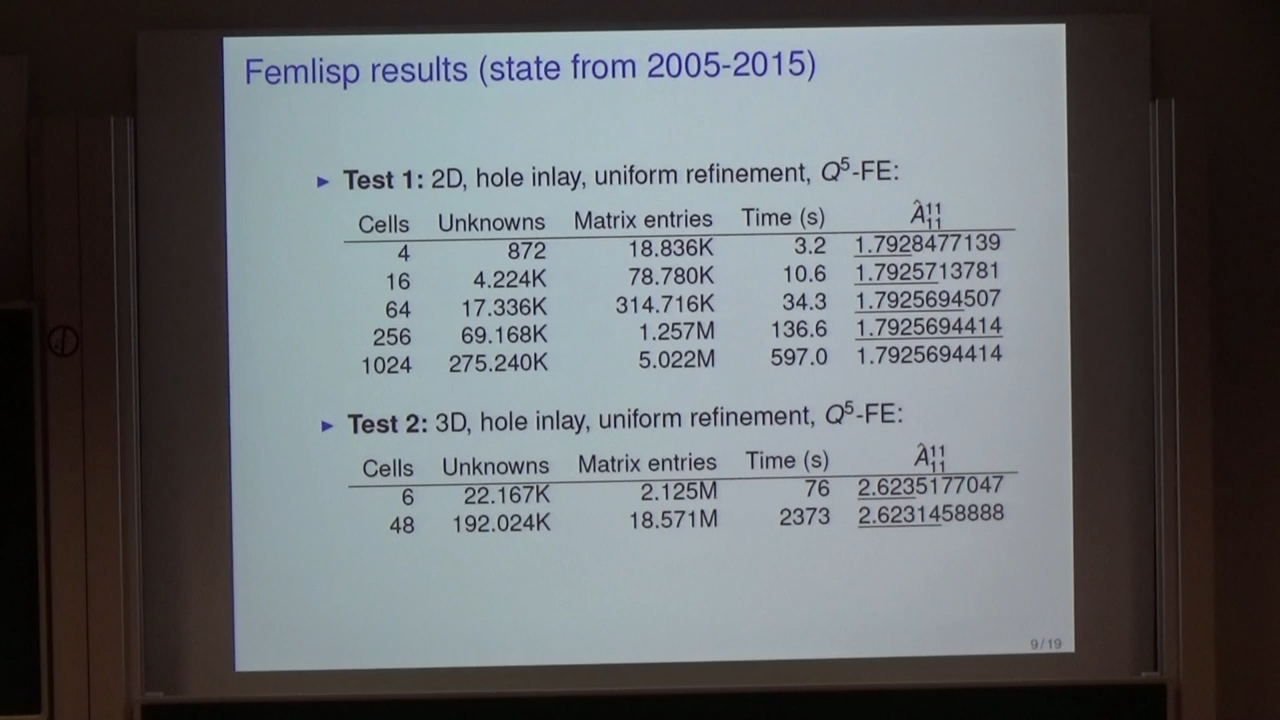 Femlisp results (state from 2005-2015)
► Test 1: 2D, hole inlay, uniform refinement, Q⁵-FE:
Cells Unknowns Matrix entries Time (s) Â¹¹₁₁
4 872 18.836K 3.2 1.7928477139
16 4.224K 78.780K 10.6 1.7925713781
64 17.336K 314.716K 34.3 1.7925694507
256 69.168K 1.257M 136.6 1.7925694414
1024 275.240K 5.022M 597.0 1.7925694414
► Test 2: 3D, hole inlay, uniform refinement, Q⁵-FE:
Cells Unknowns Matrix entries Time (s) Â¹¹₁₁
6 22.167K 2.125M 76 2.6235177047
48 192.024K 18.571M 2373 2.6231458888
9/19